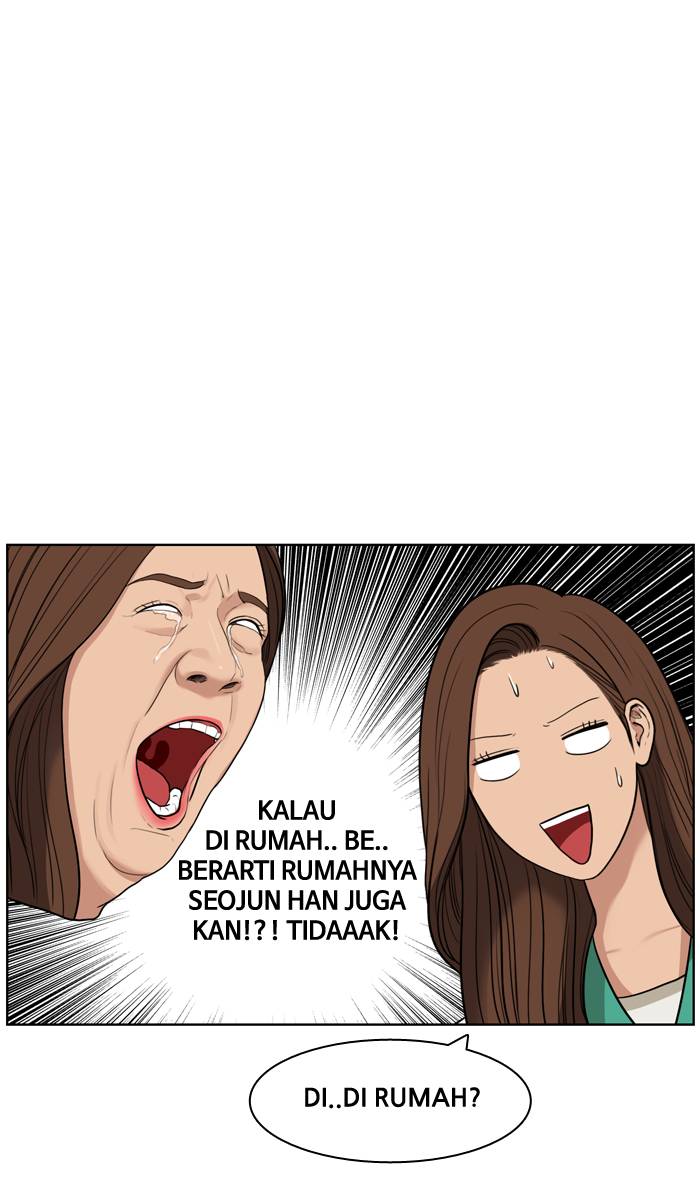 KALAU
DI RUMAH.. BE..
BERARTI RUMAHNYA
SEOJUN HAN JUGA
KAN!?! TIDAAAK!
DI..DI RUMAH?